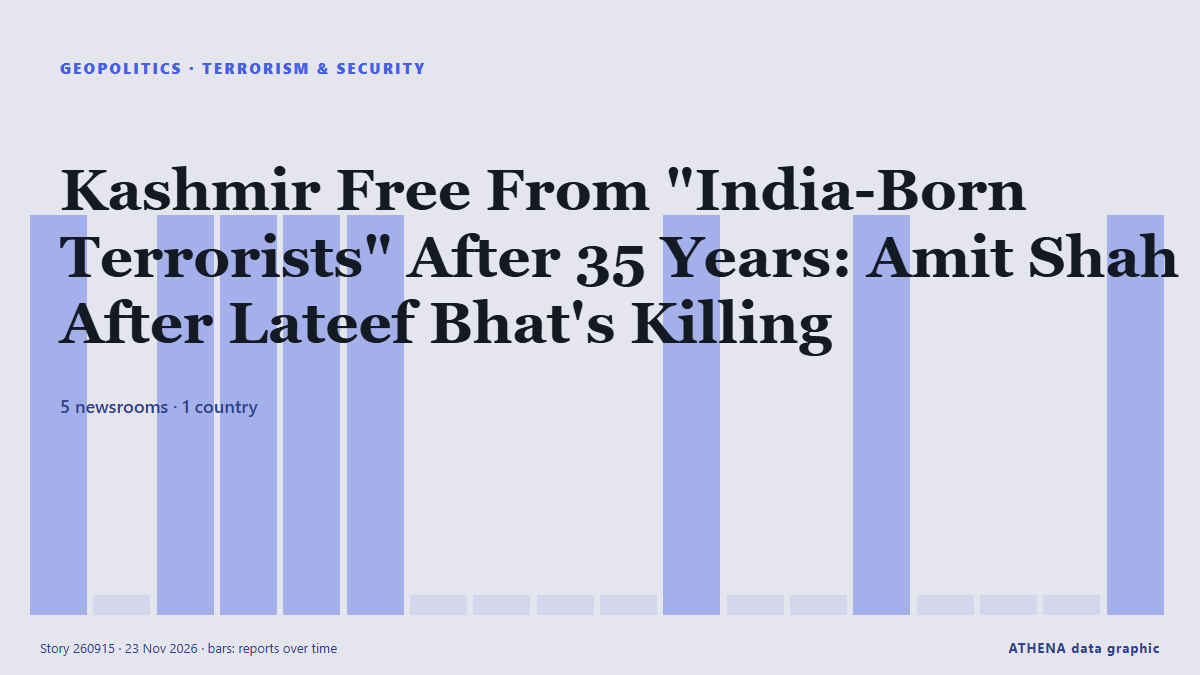 GEOPOLITICS · TERRORISM & SECURITY
Kashmir Free From "India-Born
Terrorists" After 35 Years: Amit Shah
After Lateef Bhat's Killing
5 newsrooms · 1 country
Story 260915 · 23 Nov 2026 · bars: reports over time
ATHENA data graphic